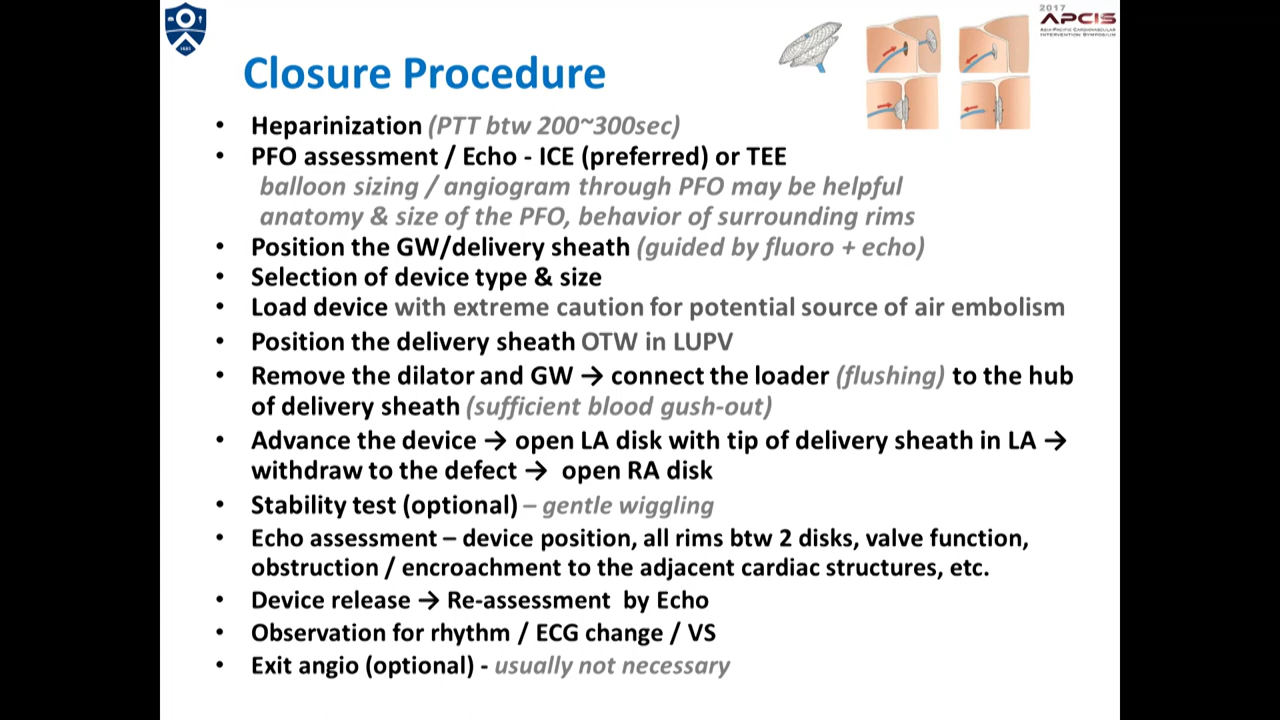 2017
APCIS
ASIA-PACIFIC CARDIOVASCULAR
INTERVENTION SYMPOSIUM
Closure Procedure
• Heparinization (PTT btw 200~300sec)
• PFO assessment / Echo - ICE (preferred) or TEE
balloon sizing / angiogram through PFO may be helpful
anatomy & size of the PFO, behavior of surrounding rims
• Position the GW/delivery sheath (guided by fluoro + echo)
• Selection of device type & size
• Load device with extreme caution for potential source of air embolism
• Position the delivery sheath OTW in LUPV
• Remove the dilator and GW → connect the loader (flushing) to the hub
of delivery sheath (sufficient blood gush-out)
• Advance the device → open LA disk with tip of delivery sheath in LA →
withdraw to the defect → open RA disk
• Stability test (optional) – gentle wiggling
• Echo assessment – device position, all rims btw 2 disks, valve function,
obstruction / encroachment to the adjacent cardiac structures, etc.
• Device release → Re-assessment by Echo
• Observation for rhythm / ECG change / VS
• Exit angio (optional) - usually not necessary